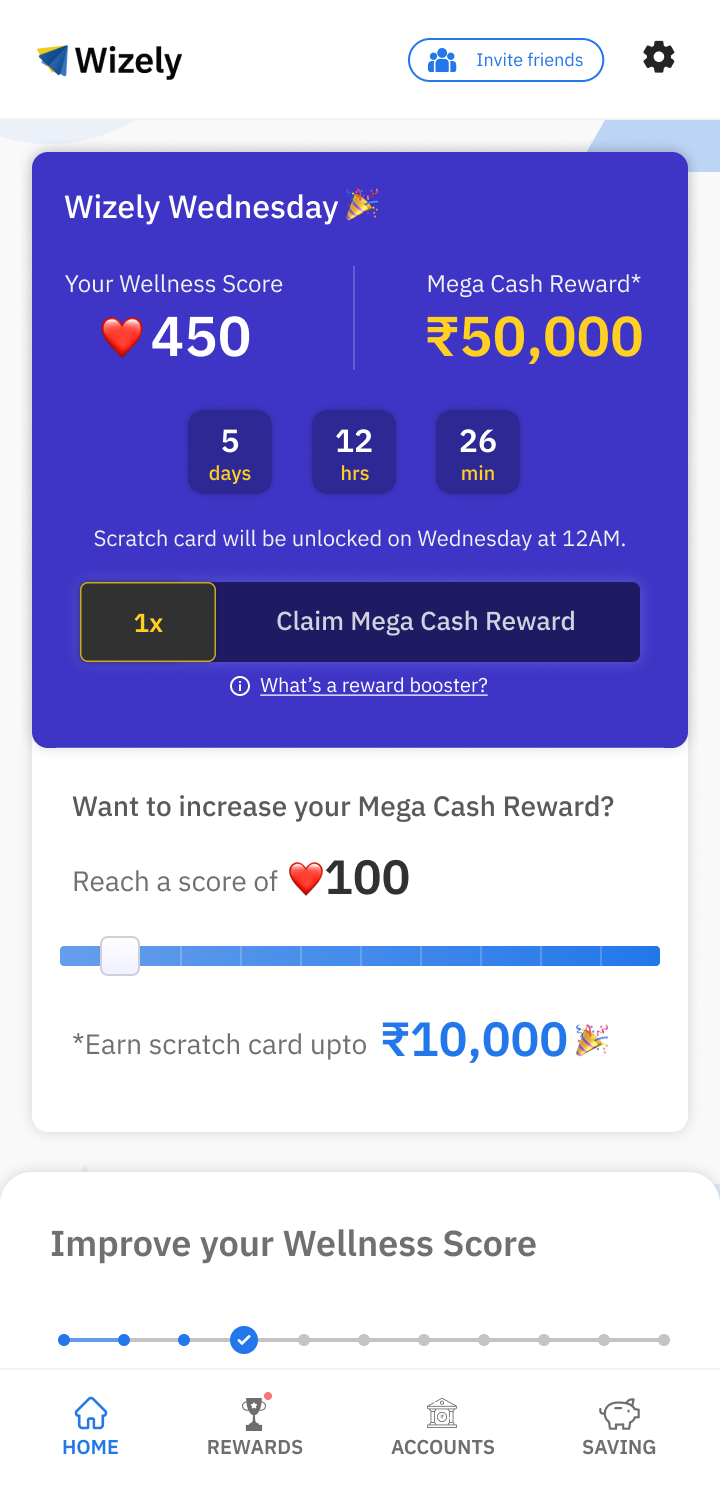 Wizely
Invite friends
Wizely Wednesday 🎉
Your Wellness Score
❤️450
Mega Cash Reward*
₹50,000
5
days
12
hrs
26
min
Scratch card will be unlocked on Wednesday at 12AM.
1x
Claim Mega Cash Reward
What’s a reward booster?
Want to increase your Mega Cash Reward?
Reach a score of ❤️100
*Earn scratch card upto ₹10,000 🎉
Improve your Wellness Score
HOME
REWARDS
ACCOUNTS
SAVING